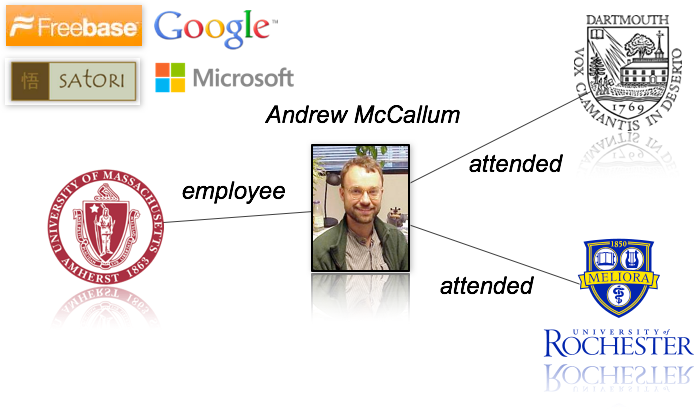 Freebase
Google™
悟 SATORI
Microsoft
Andrew McCallum
DARTMOUTH
VOX CLAMANTIS IN DESERTO
1769
attended
employee
UNIVERSITY OF MASSACHUSETTS
AMHERST 1863
attended
1850
MELIORA
UNIVERSITY of
ROCHESTER